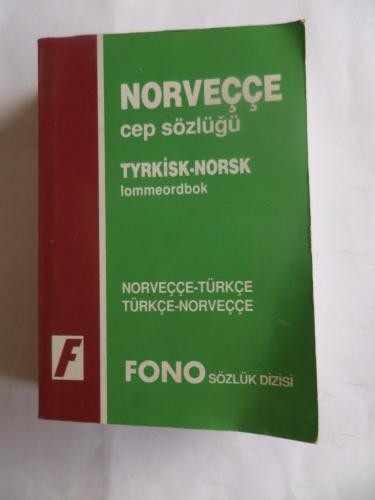 NORVEÇÇE
cep sözlüğü
TYRKİSK-NORSK
lommeordbok
NORVEÇÇE-TÜRKÇE
TÜRKÇE-NORVEÇÇE
F
FONO SÖZLÜK DİZİSİ